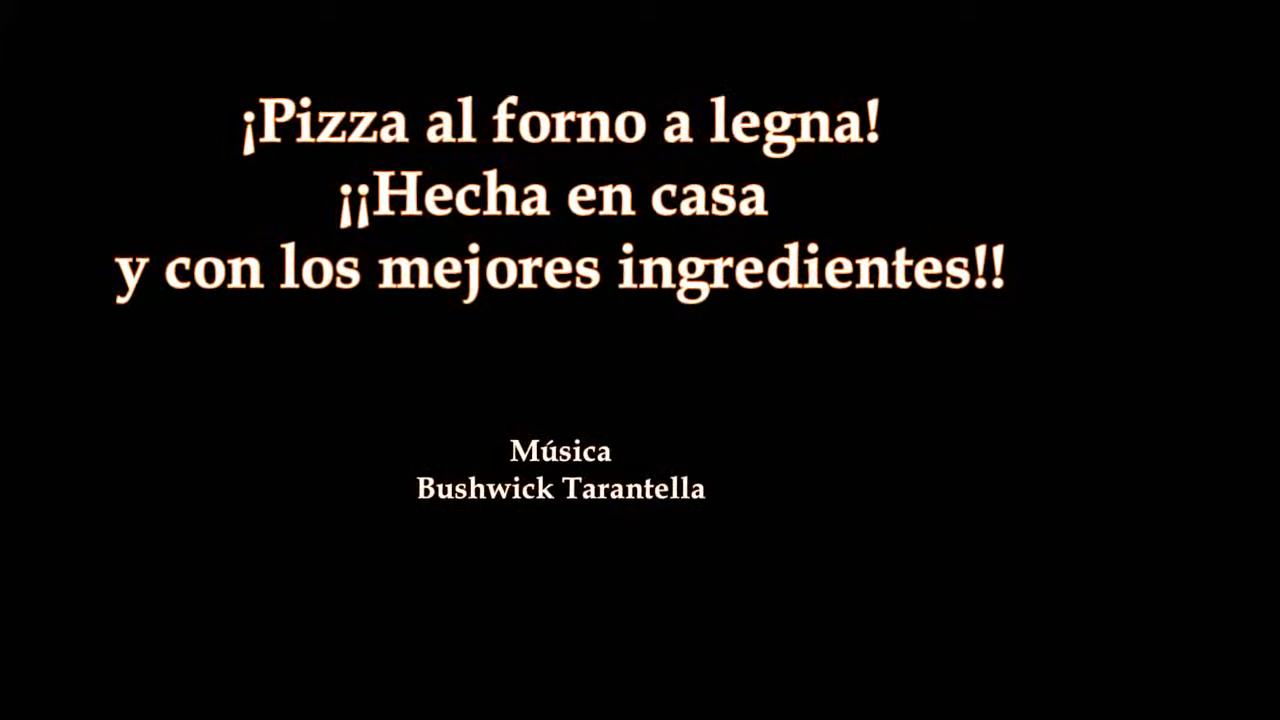 ¡Pizza al forno a legna!
¡¡Hecha en casa
y con los mejores ingredientes!!
Música
Bushwick Tarantella